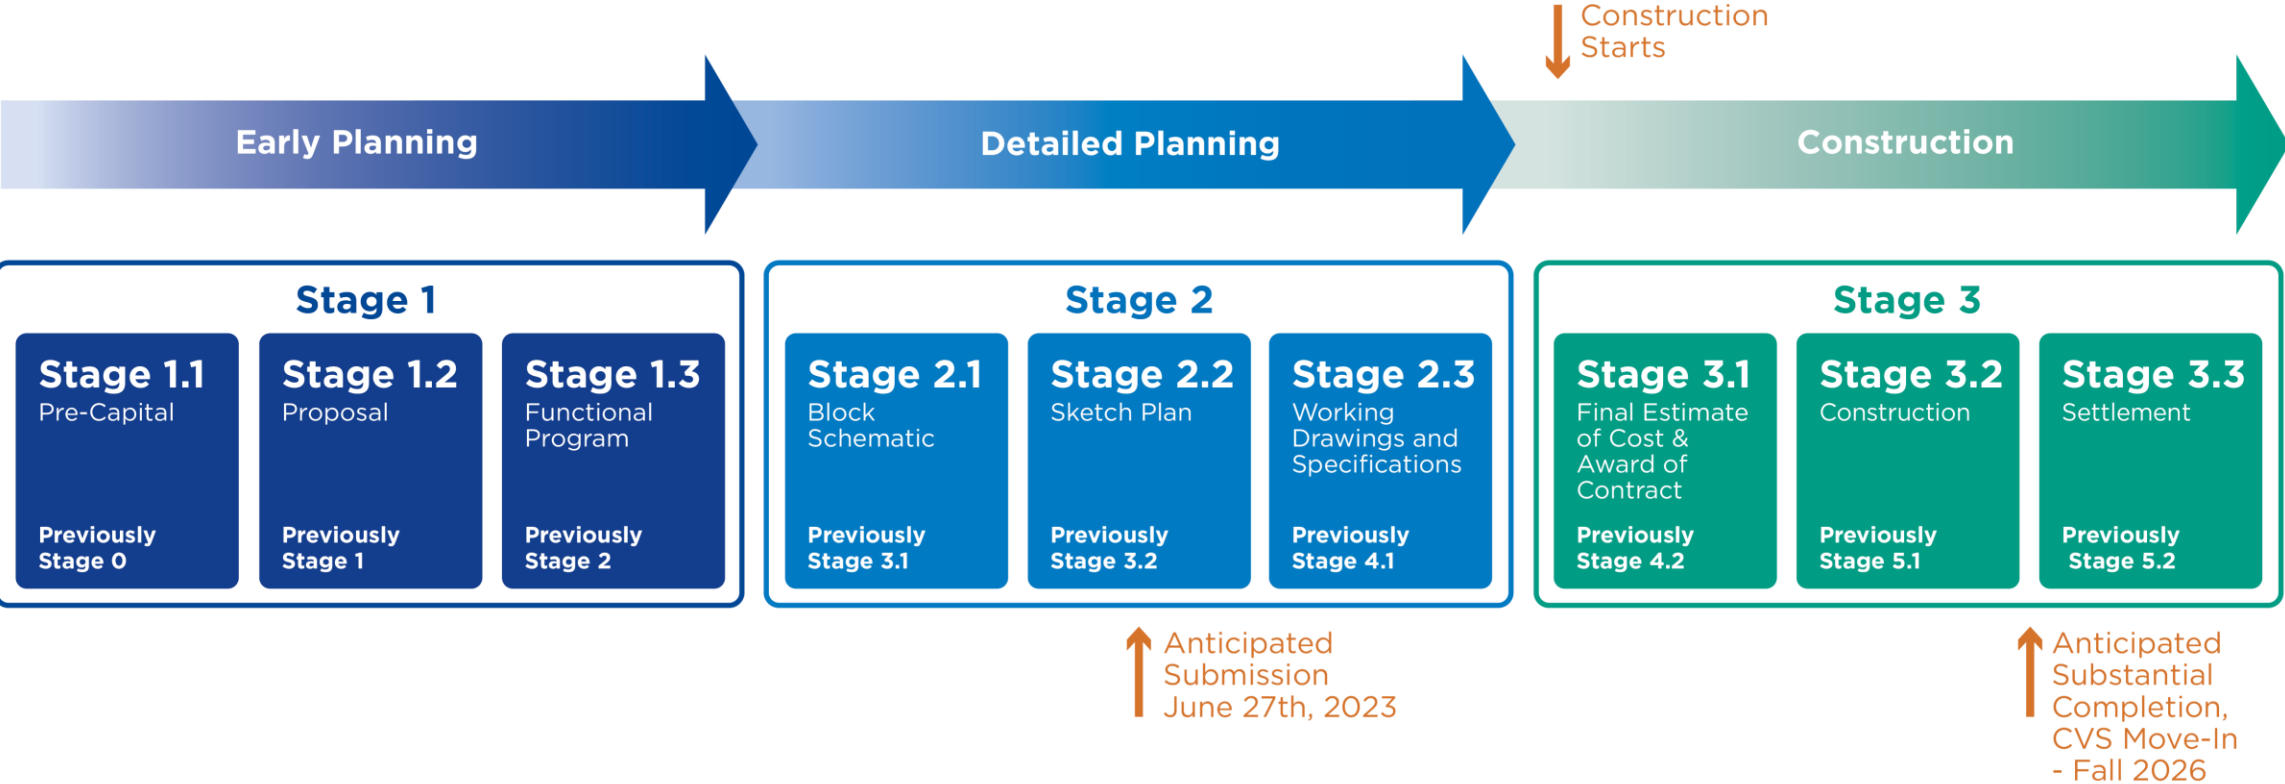 Construction
Starts
Early Planning
Detailed Planning
Construction
Stage 1
Stage 1.1
Pre-Capital
Previously
Stage 0
Stage 1.2
Proposal
Previously
Stage 1
Stage 1.3
Functional
Program
Previously
Stage 2
Stage 2
Stage 2.1
Block
Schematic
Previously
Stage 3.1
Stage 2.2
Sketch Plan
Previously
Stage 3.2
Stage 2.3
Working
Drawings and
Specifications
Previously
Stage 4.1
Stage 3
Stage 3.1
Final Estimate
of Cost &
Award of
Contract
Previously
Stage 4.2
Stage 3.2
Construction
Previously
Stage 5.1
Stage 3.3
Settlement
Previously
Stage 5.2
Anticipated
Submission
June 27th, 2023
Anticipated
Substantial
Completion,
CVS Move-In
- Fall 2026